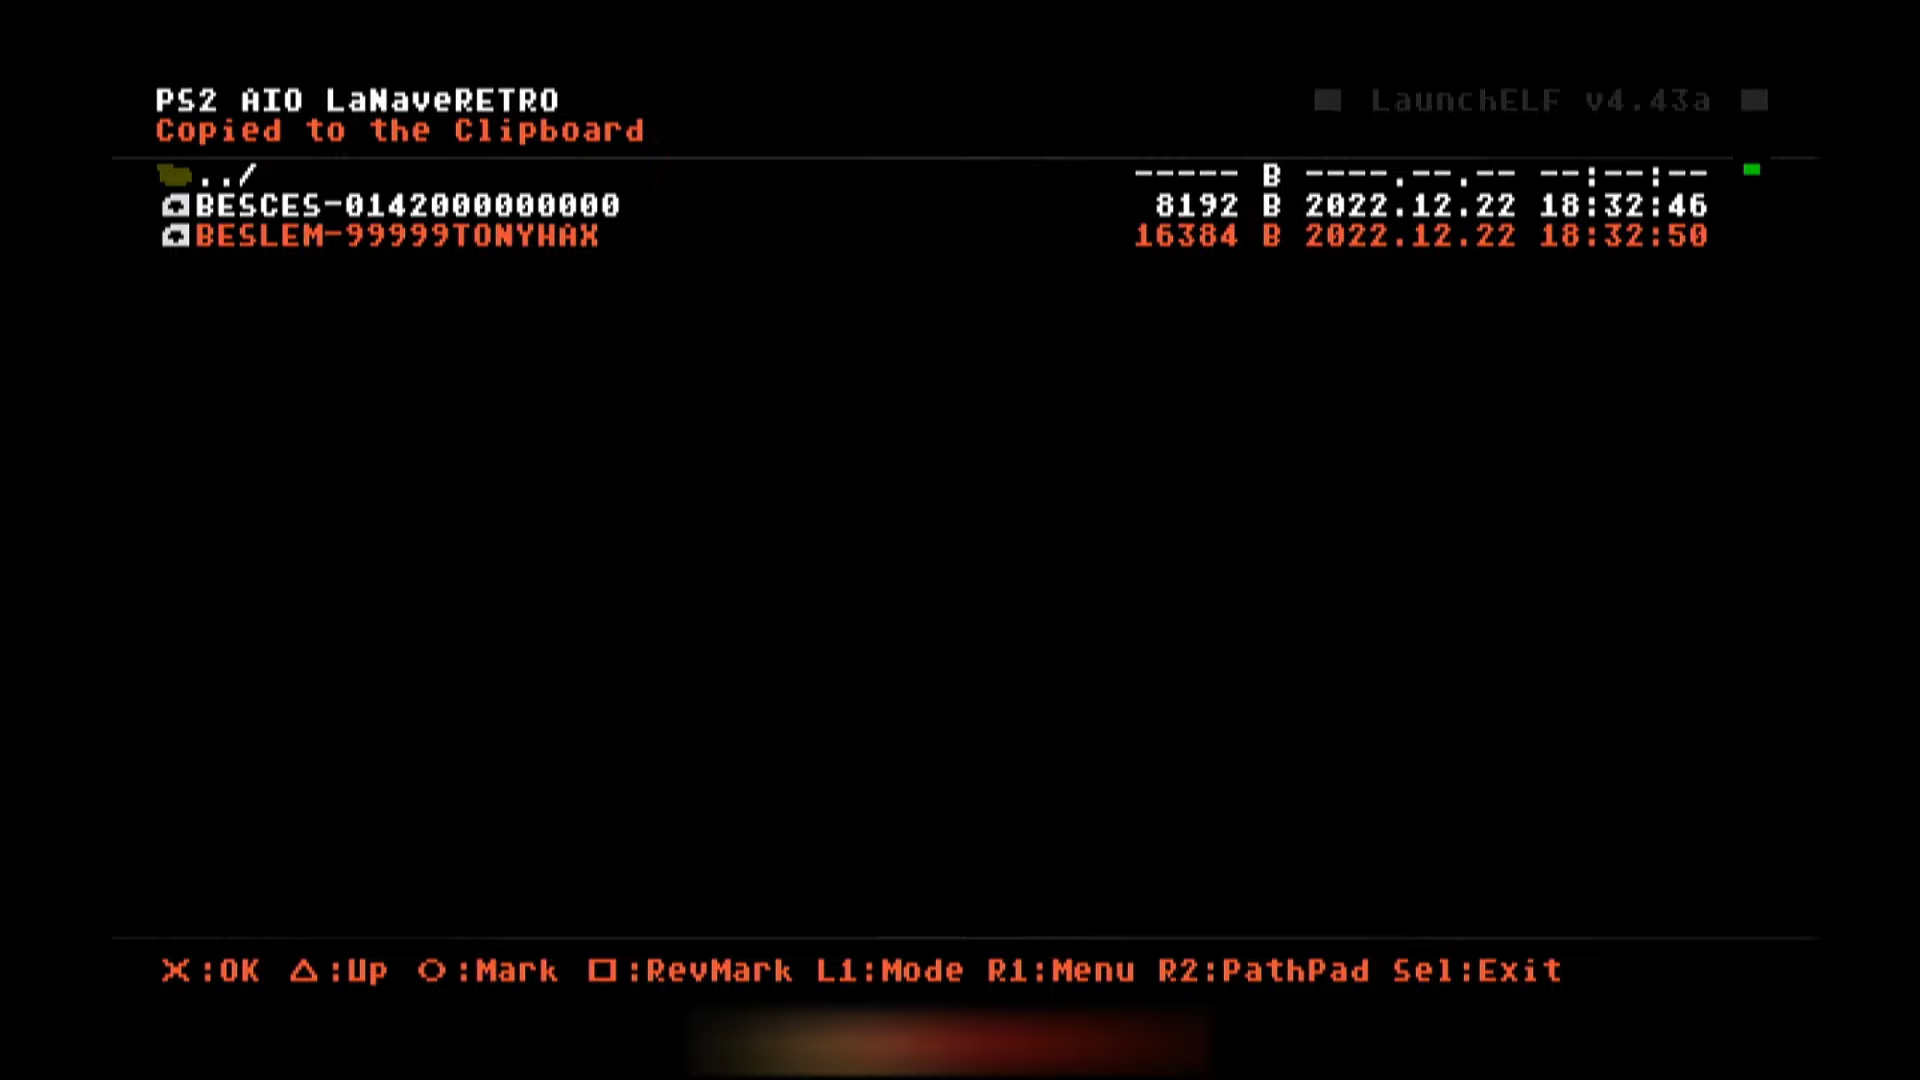 PS2 AIO LaNaveRETRO
LaunchELF v4.43a
Copied to the Clipboard
../ ----- B ----.--.-- --:--:--
BESCES-0142000000000 8192 B 2022.12.22 18:32:46
BESLEM-99999TONYHAX 16384 B 2022.12.22 18:32:50
:OK :Up :Mark :RevMark L1:Mode R1:Menu R2:PathPad Sel:Exit